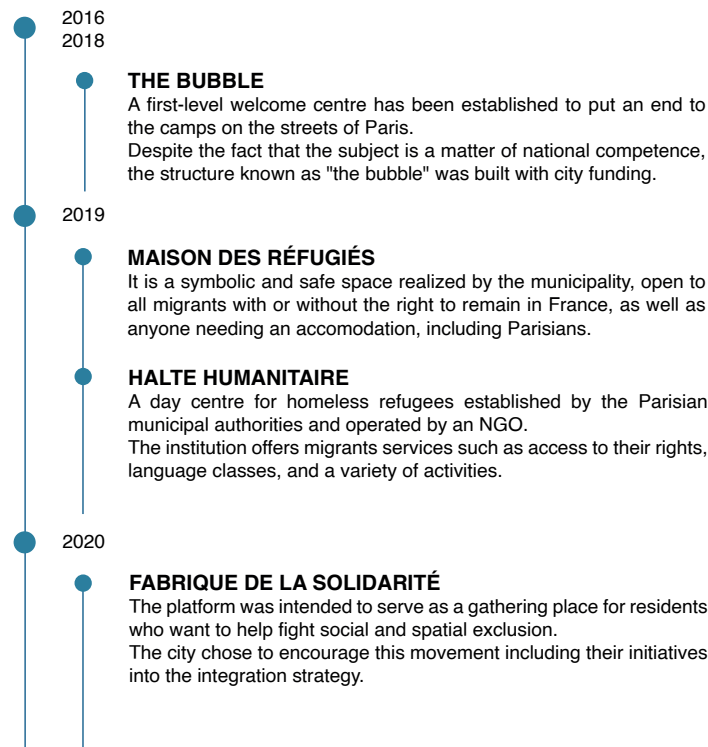 2016
2018
THE BUBBLE
A first-level welcome centre has been established to put an end to
the camps on the streets of Paris.
Despite the fact that the subject is a matter of national competence,
the structure known as "the bubble" was built with city funding.
2019
MAISON DES RÉFUGIÉS
It is a symbolic and safe space realized by the municipality, open to
all migrants with or without the right to remain in France, as well as
anyone needing an accomodation, including Parisians.
HALTE HUMANITAIRE
A day centre for homeless refugees established by the Parisian
municipal authorities and operated by an NGO.
The institution offers migrants services such as access to their rights,
language classes, and a variety of activities.
2020
FABRIQUE DE LA SOLIDARITÉ
The platform was intended to serve as a gathering place for residents
who want to help fight social and spatial exclusion.
The city chose to encourage this movement including their initiatives
into the integration strategy.